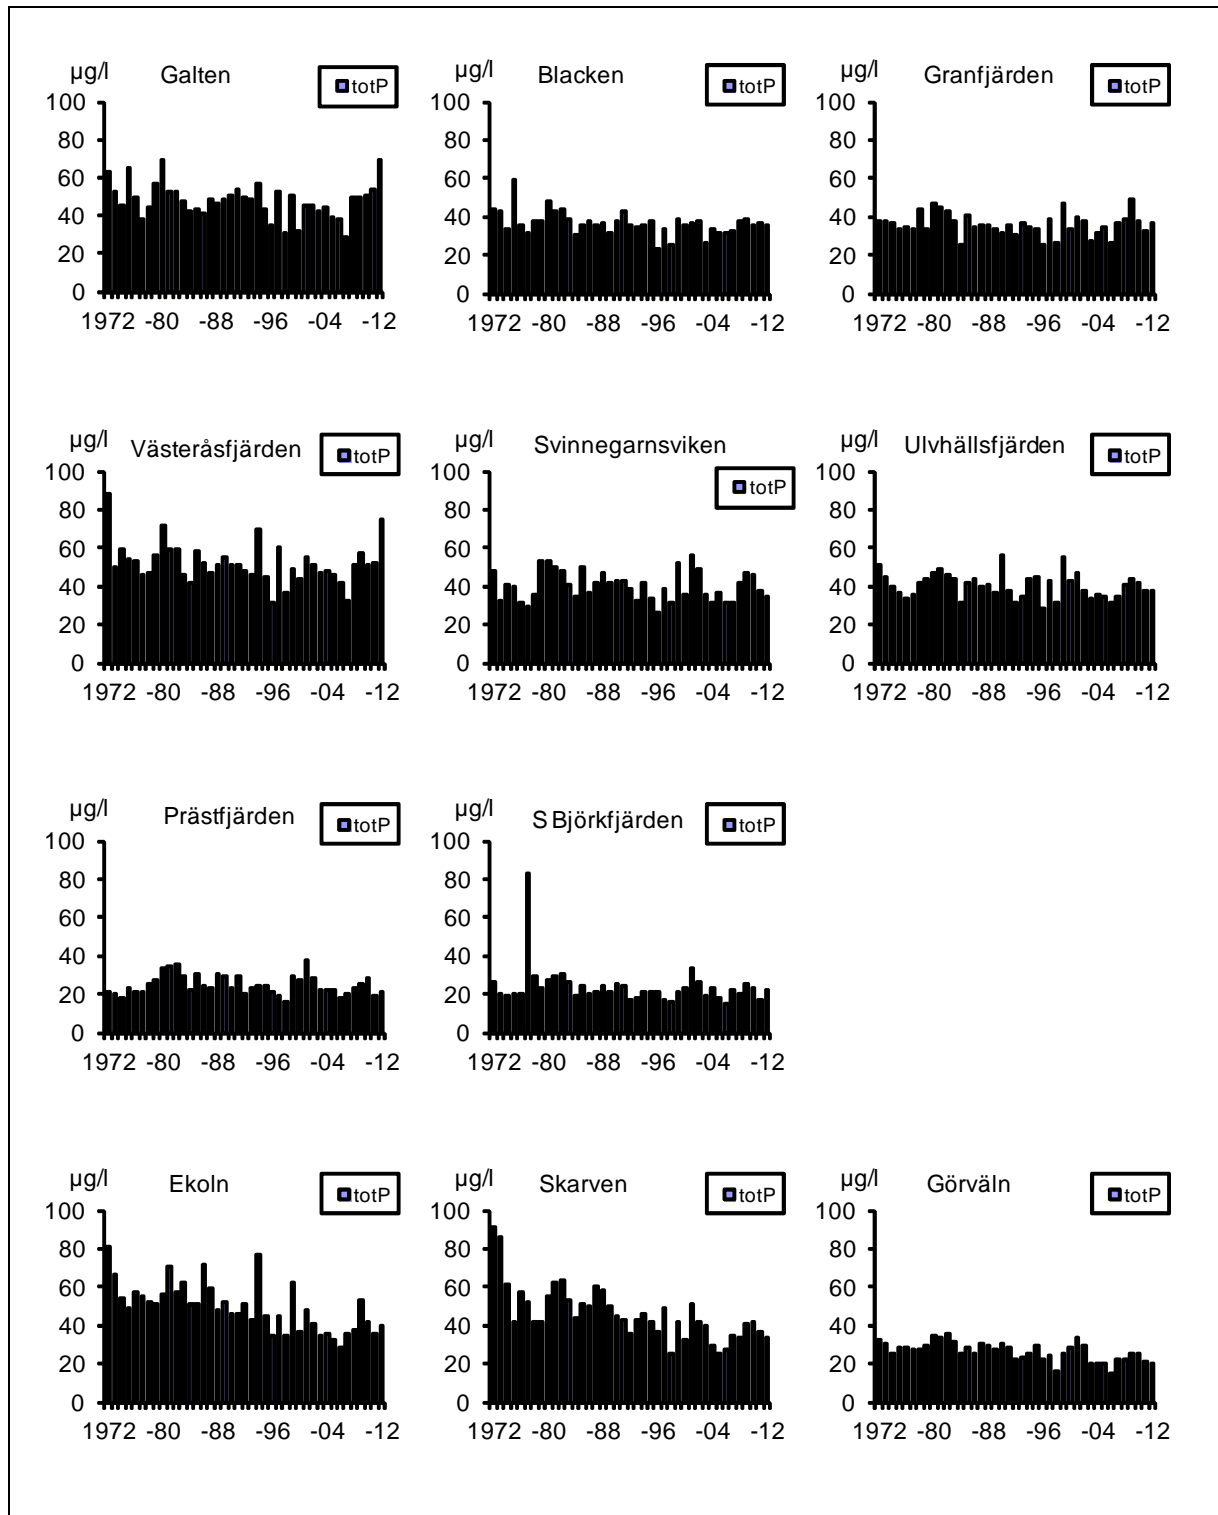 µg/l Galten totP
100
80
60
40
20
0
1972 -80 -88 -96 -04 -12
µg/l Blacken totP
100
80
60
40
20
0
1972 -80 -88 -96 -04 -12
µg/l Granfjärden totP
100
80
60
40
20
0
1972 -80 -88 -96 -04 -12
µg/l Västeråsfjärden totP
100
80
60
40
20
0
1972 -80 -88 -96 -04 -12
µg/l Svinnegarnsviken
totP
100
80
60
40
20
0
1972 -80 -88 -96 -04 -12
µg/l Ulvhällsfjärden totP
100
80
60
40
20
0
1972 -80 -88 -96 -04 -12
µg/l Prästfjärden totP
100
80
60
40
20
0
1972 -80 -88 -96 -04 -12
µg/l S Björkfjärden totP
100
80
60
40
20
0
1972 -80 -88 -96 -04 -12
µg/l Ekoln totP
100
80
60
40
20
0
1972 -80 -88 -96 -04 -12
µg/l Skarven totP
100
80
60
40
20
0
1972 -80 -88 -96 -04 -12
µg/l Görväln totP
100
80
60
40
20
0
1972 -80 -88 -96 -04 -12